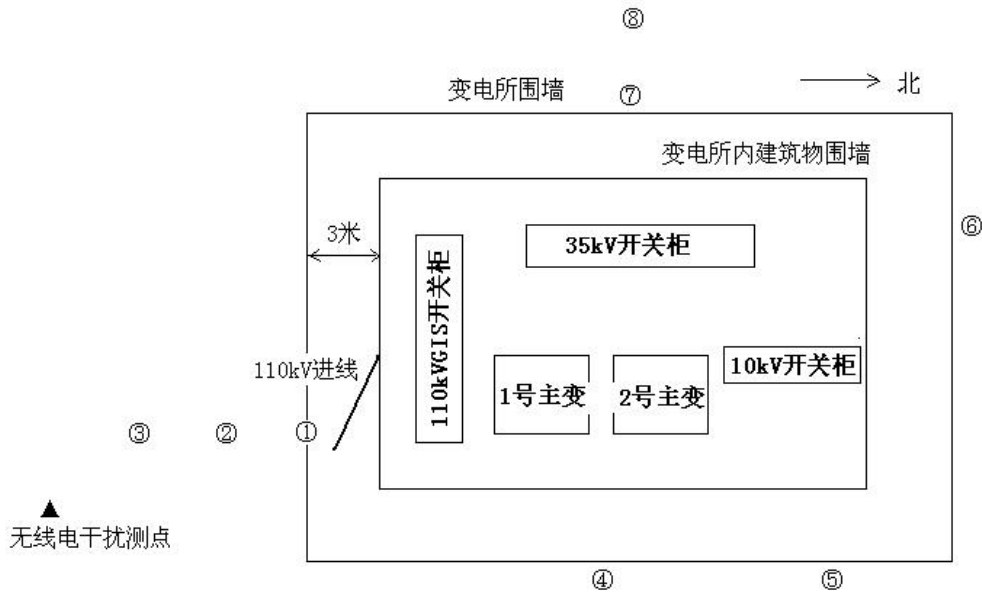 ⑧
变电所围墙
⑦
北
变电所内建筑物围墙
⑥
3米
35kV开关柜
110kVGIS开关柜
110kV进线
10kV开关柜
1号主变
2号主变
③
②
①
无线电干扰测点
④
⑤